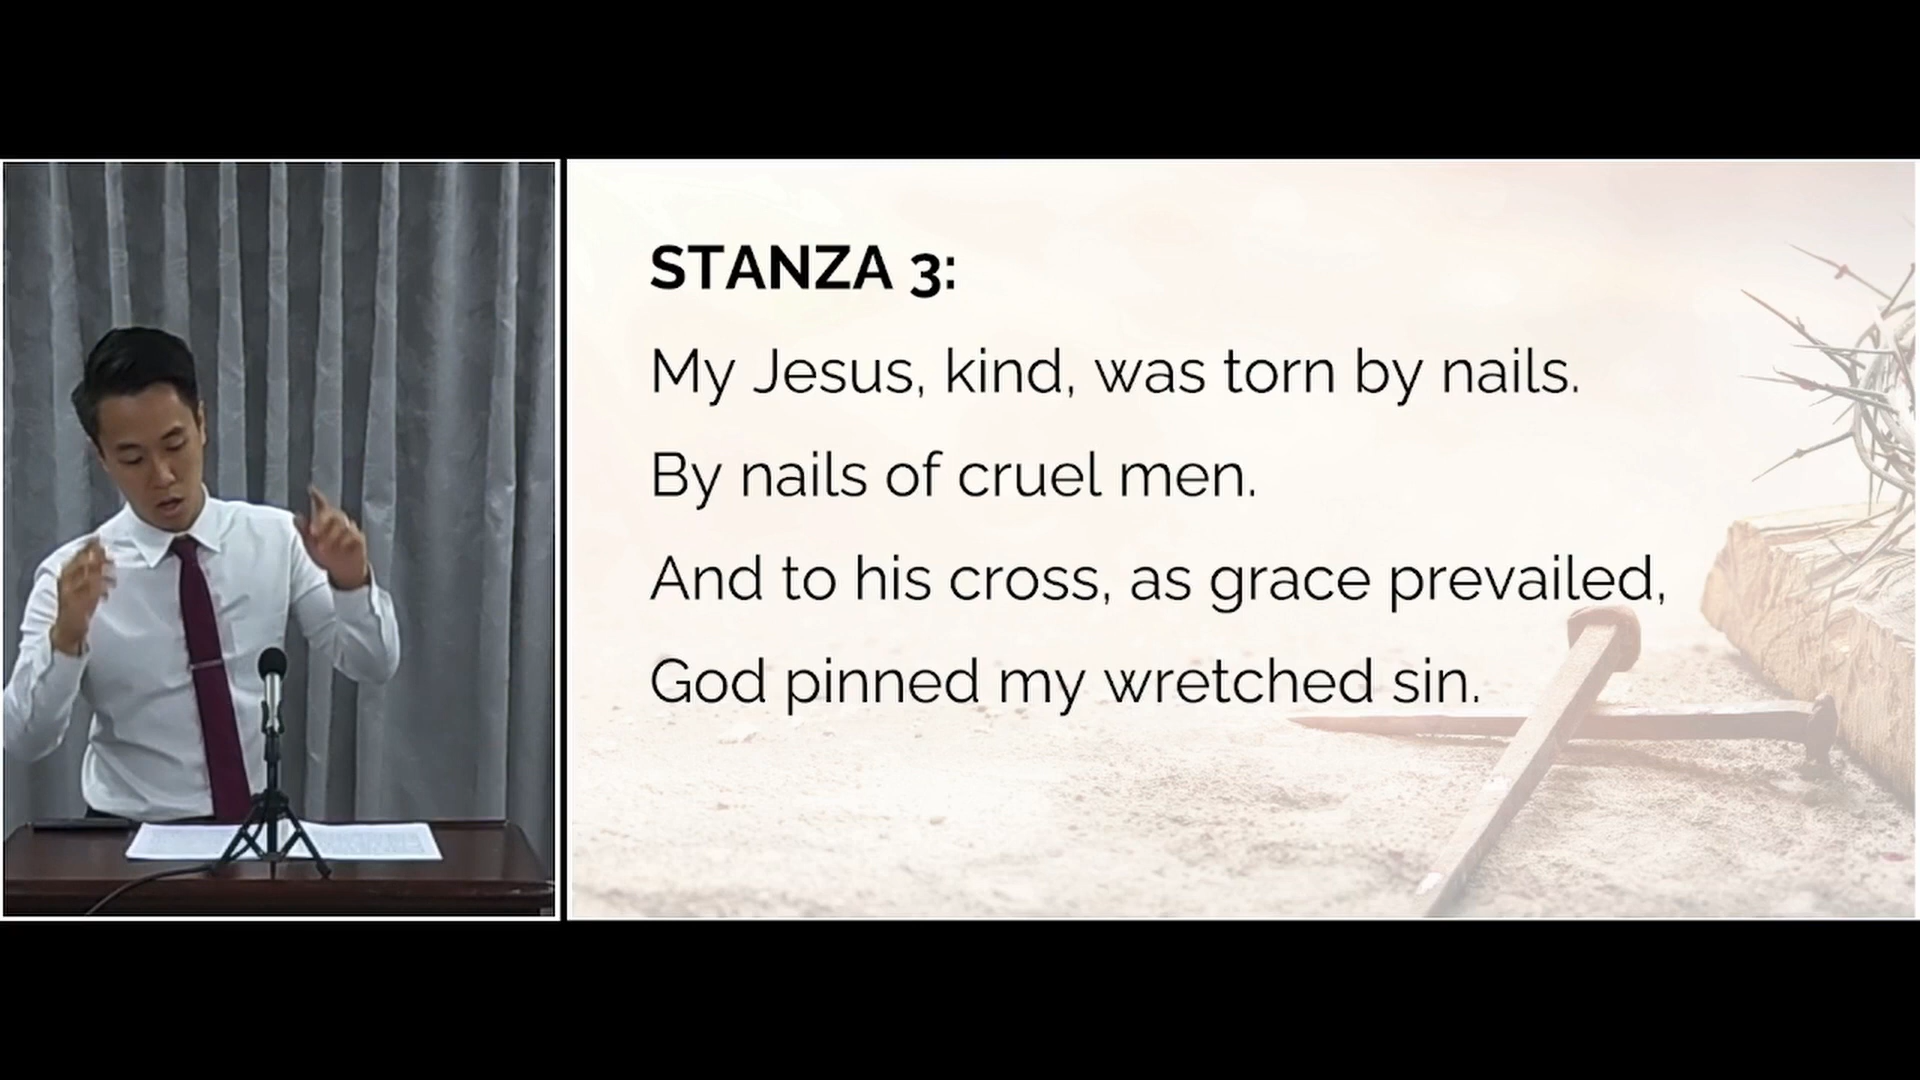 STANZA 3:
My Jesus, kind, was torn by nails.
By nails of cruel men.
And to his cross, as grace prevailed,
God pinned my wretched sin.